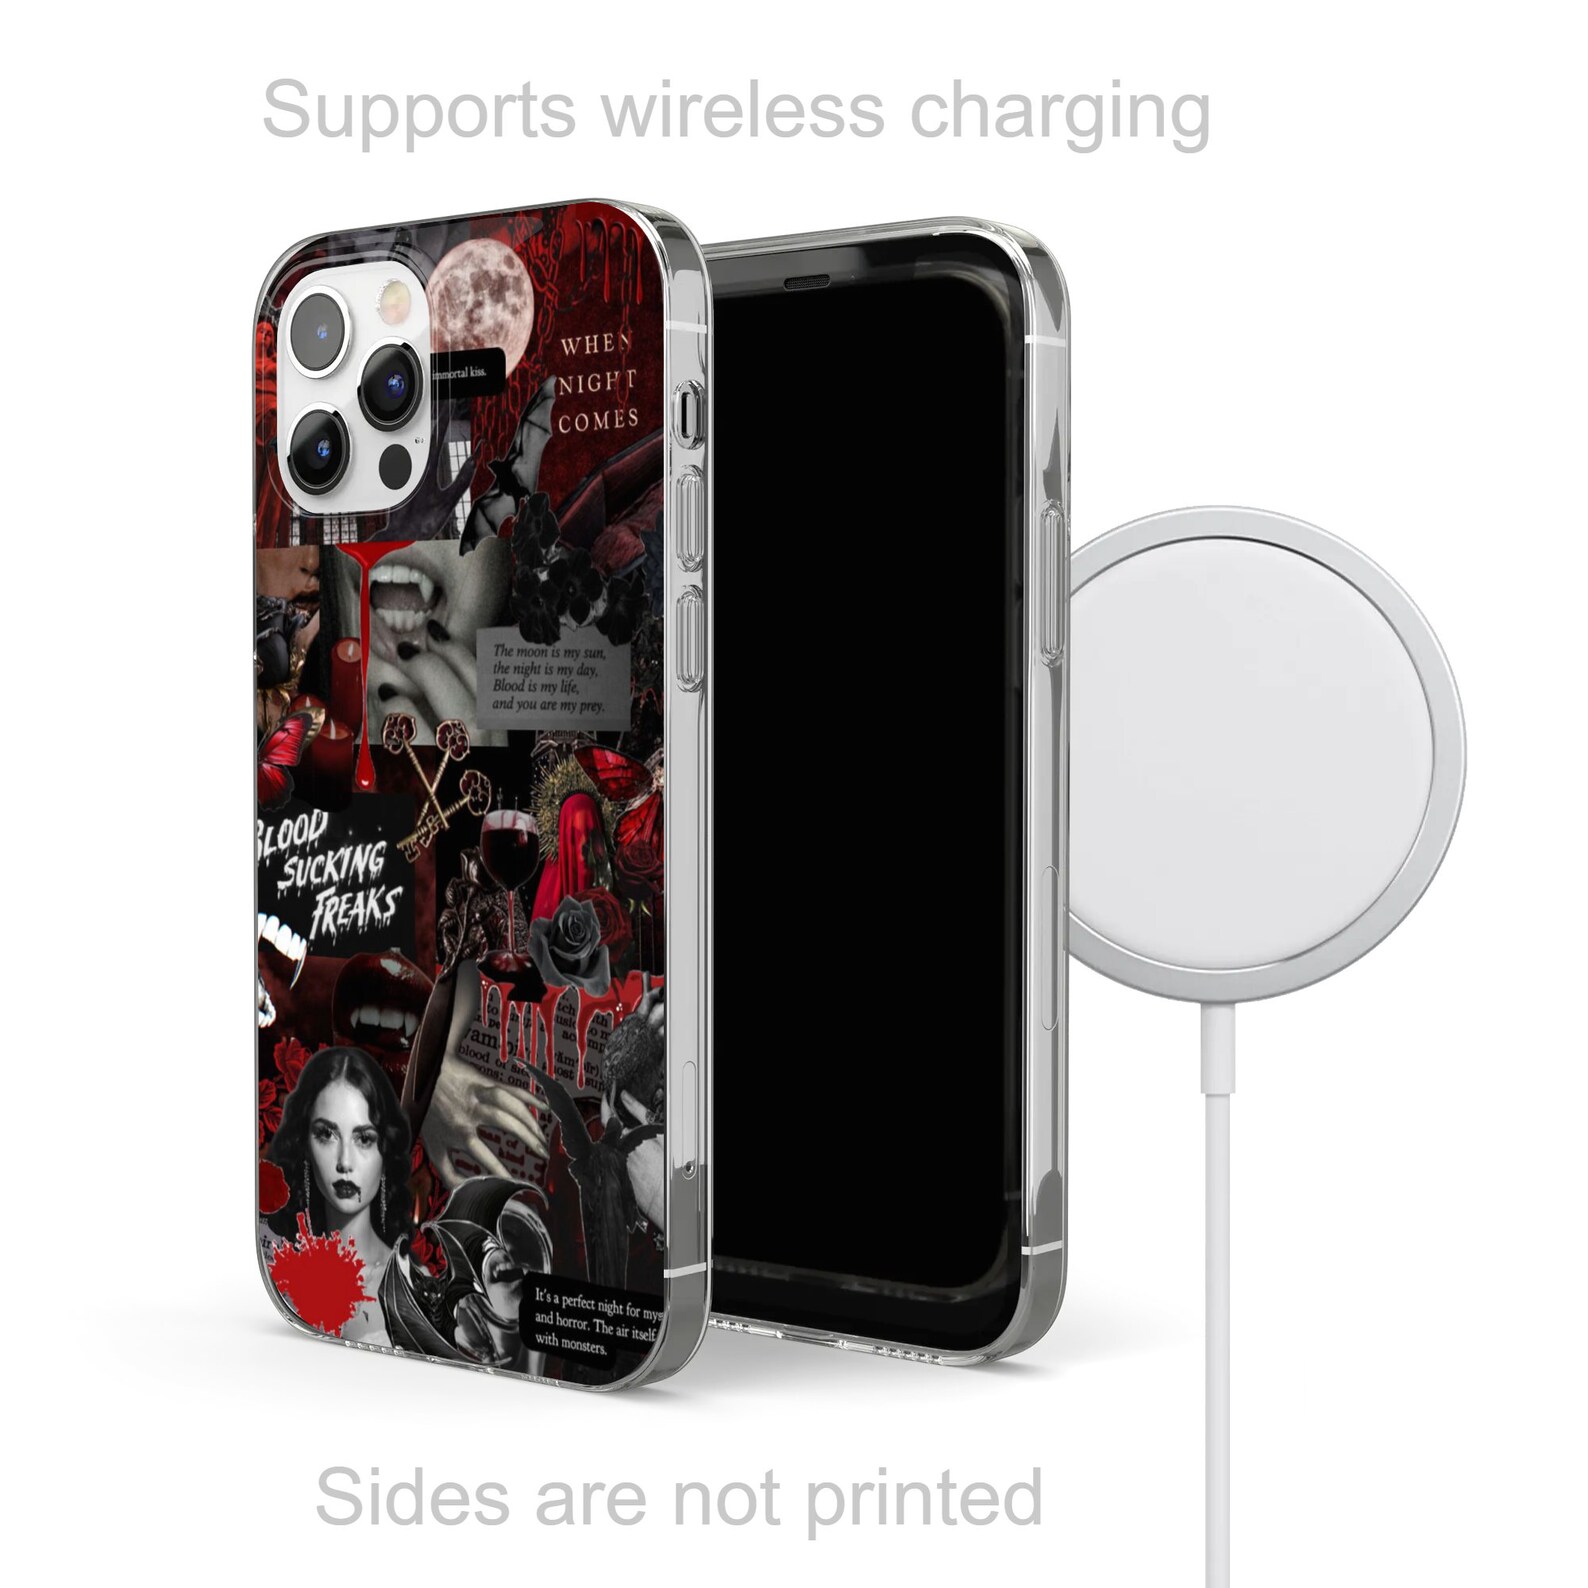 Supports wireless charging
immortal kiss.
WHEN
NIGHT
COMES
The moon is my sun,
the night is my day,
Blood is my life,
and you are my prey.
BLOOD
SUCKING
FREAKS
blood of
It's a perfect night for mys
and horror. The air itself
with monsters.
Sides are not printed